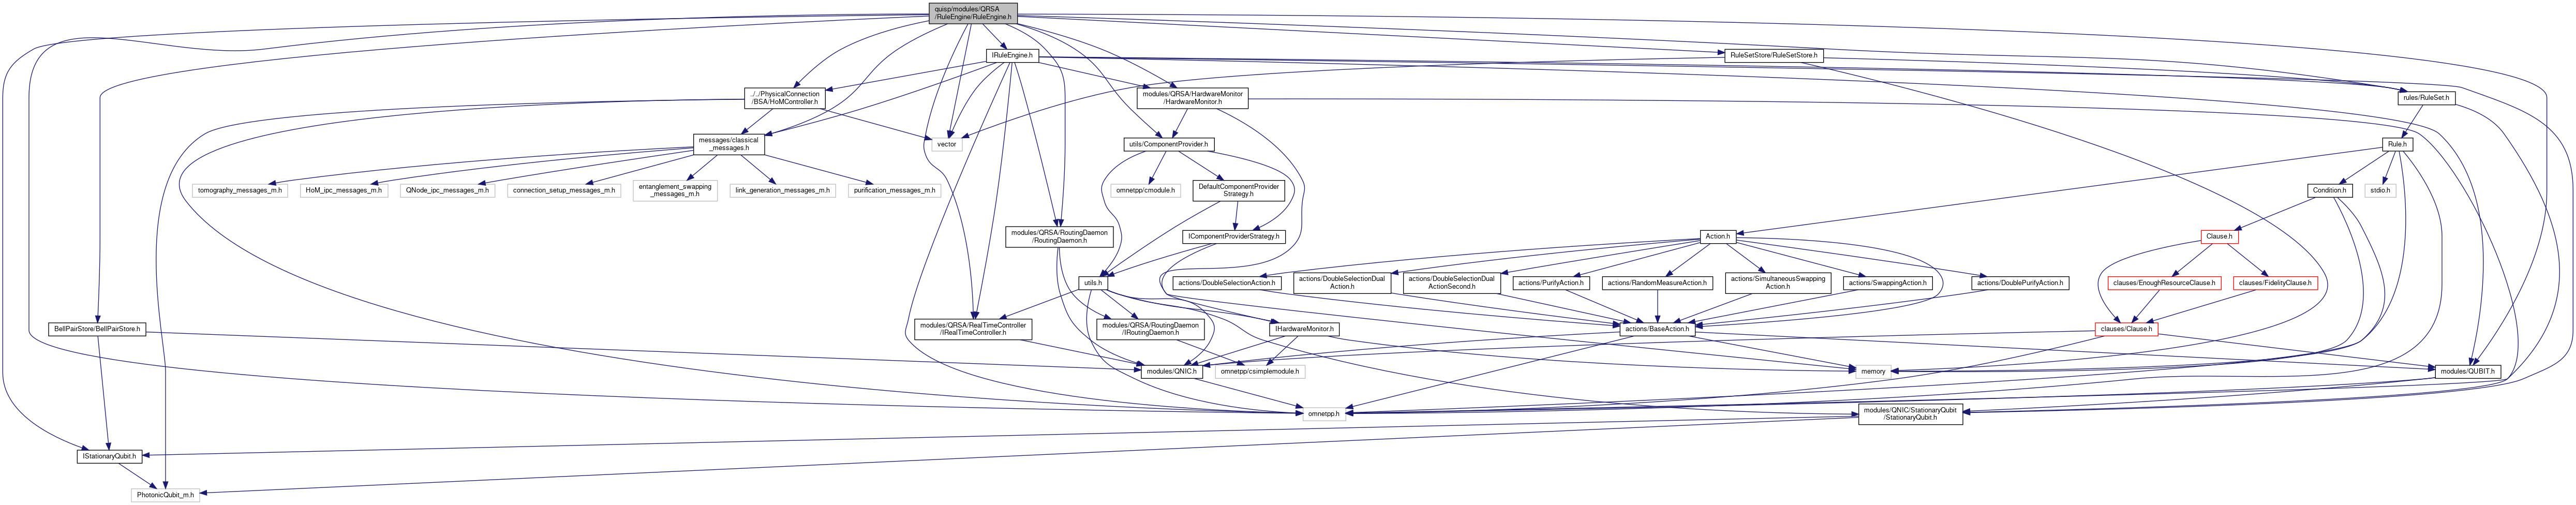 quisp/modules/QRSA
/RuleEngine/RuleEngine.h
IRuleEngine.h
RuleSetStore/RuleSetStore.h
../../PhysicalConnection
/BSA/HoMController.h
modules/QRSA/HardwareMonitor
/HardwareMonitor.h
rules/RuleSet.h
messages/classical
_messages.h
vector
utils/ComponentProvider.h
Rule.h
tomography_messages_m.h
HoM_ipc_messages_m.h
QNode_ipc_messages_m.h
connection_setup_messages_m.h
entanglement_swapping
_messages_m.h
link_generation_messages_m.h
purification_messages_m.h
omnetpp/cmodule.h
DefaultComponentProvider
Strategy.h
Condition.h
stdio.h
modules/QRSA/RoutingDaemon
/RoutingDaemon.h
IComponentProviderStrategy.h
Action.h
Clause.h
utils.h
actions/DoubleSelectionAction.h
actions/DoubleSelectionDual
Action.h
actions/DoubleSelectionDual
ActionSecond.h
actions/PurifyAction.h
actions/RandomMeasureAction.h
actions/SimultaneousSwapping
Action.h
actions/SwappingAction.h
actions/DoublePurifyAction.h
clauses/EnoughResourceClause.h
clauses/FidelityClause.h
BellPairStore/BellPairStore.h
modules/QRSA/RealTimeController
/IRealTimeController.h
modules/QRSA/RoutingDaemon
/IRoutingDaemon.h
IHardwareMonitor.h
actions/BaseAction.h
clauses/Clause.h
modules/QNIC.h
omnetpp/csimplemodule.h
memory
modules/QUBIT.h
omnetpp.h
modules/QNIC/StationaryQubit
/StationaryQubit.h
IStationaryQubit.h
PhotonicQubit_m.h